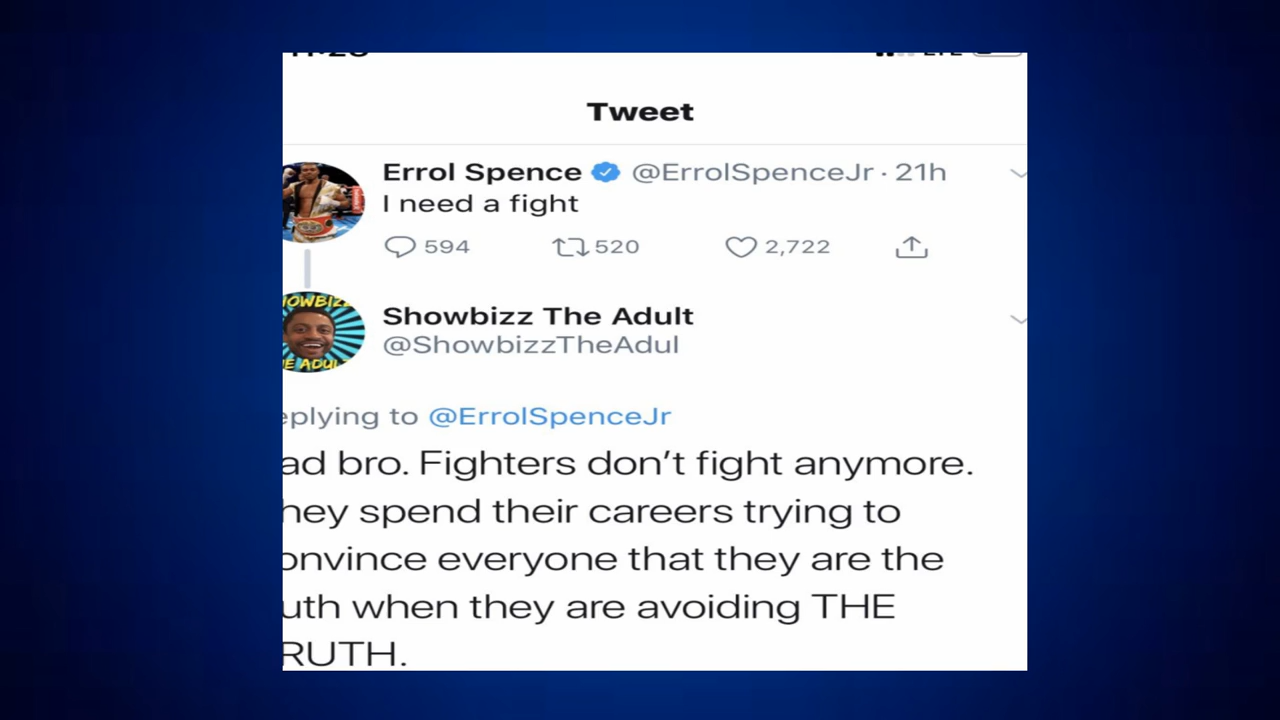 Tweet
Errol Spence @ErrolSpenceJr · 21h
I need a fight
594 520 2,722
Showbizz The Adult
@ShowbizzTheAdul
eplying to @ErrolSpenceJr
ad bro. Fighters don't fight anymore.
hey spend their careers trying to
onvince everyone that they are the
uth when they are avoiding THE
RUTH.